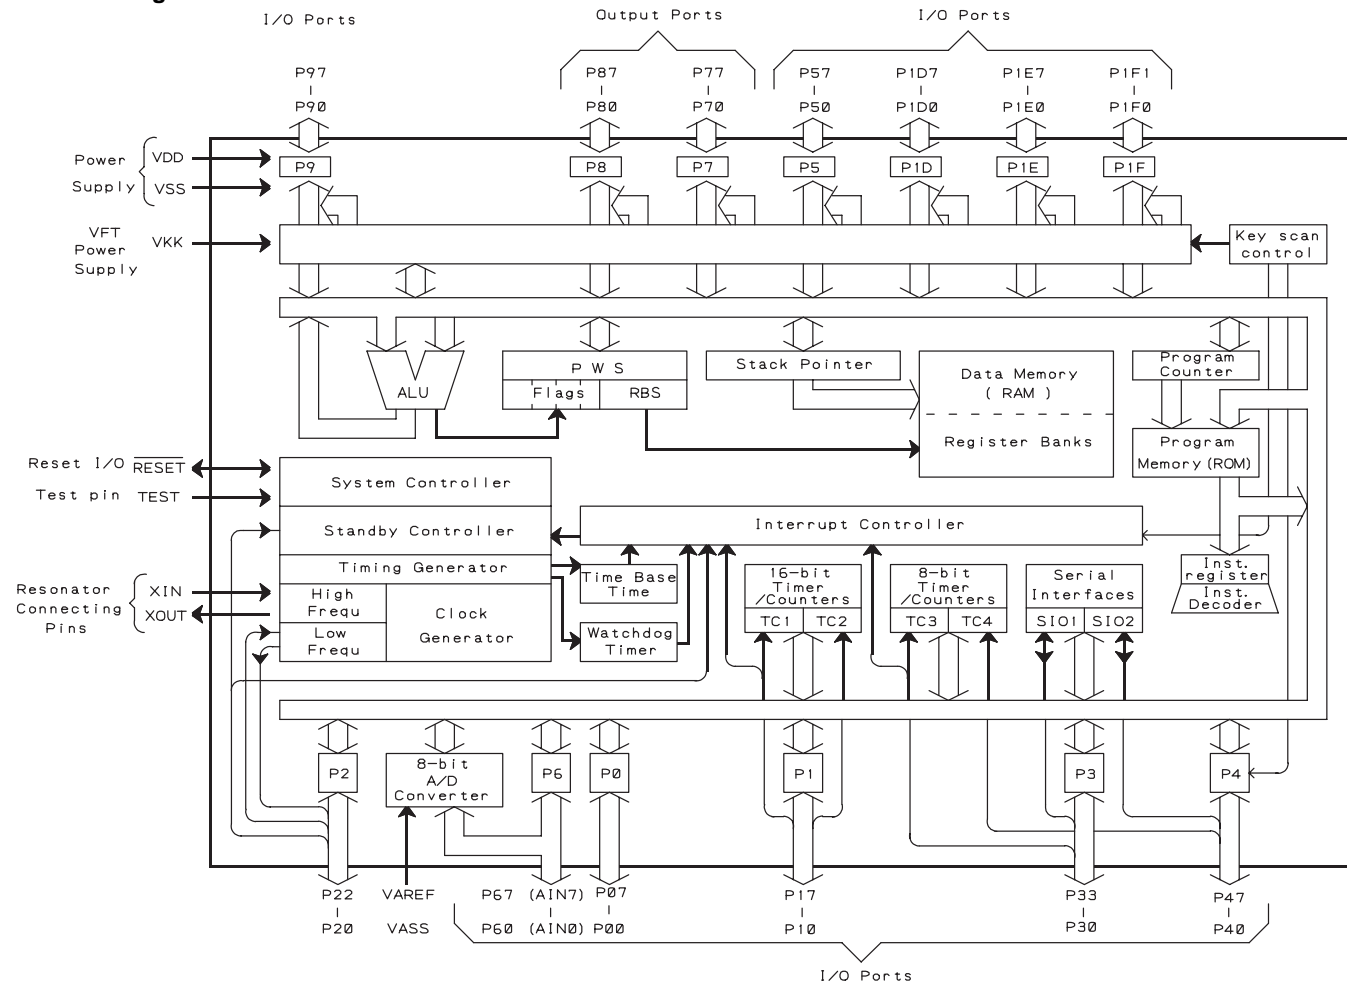 I/O Ports
Output Ports
I/O Ports
P97
P87
P77
P57
P1D7
P1E7
P1F1
P90
P80
P70
P50
P1D0
P1E0
P1F0
Power
Supply
VDD
VSS
P9
P8
P7
P5
P1D
P1E
P1F
VFT
Power
Supply
VKK
Key scan
control
ALU
P W S
Flags
RBS
Stack Pointer
Data Memory
( RAM )
Register Banks
Program
Counter
Program
Memory (ROM)
Reset I/O RESET
Test pin TEST
System Controller
Standby Controller
Timing Generator
High
Frequ
Low
Frequ
Clock
Generator
Interrupt Controller
Time Base
Time
Watchdog
Timer
16-bit
Timer
/Counters
TC1
TC2
8-bit
Timer
/Counters
TC3
TC4
Serial
Interfaces
SIO1
SIO2
Inst.
register
Inst.
Decoder
Resonator
Connecting
Pins
XIN
XOUT
P2
8-bit
A/D
Converter
P6
P0
P1
P3
P4
P22
VAREF
P67 (AIN7)
P07
P17
P33
P47
P20
VASS
P60 (AIN0)
P00
P10
P30
P40
I/O Ports